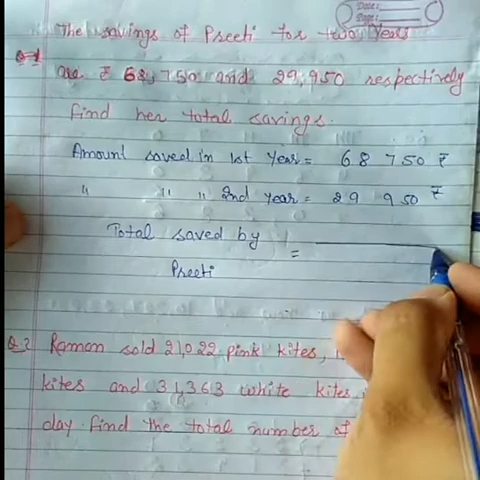 Date:
Page:
The savings of Preeti for two years
Q-1 are ₹ 68,750 and 29,950 respectively
find her total savings.
Amount saved in 1st Year = 68 750 ₹
" " " 2nd year = 29 950 ₹
Total saved by
Preeti =
Q.2 Raman sold 21,022 pink kites,
kites and 31,363 white kites
day find the total number of